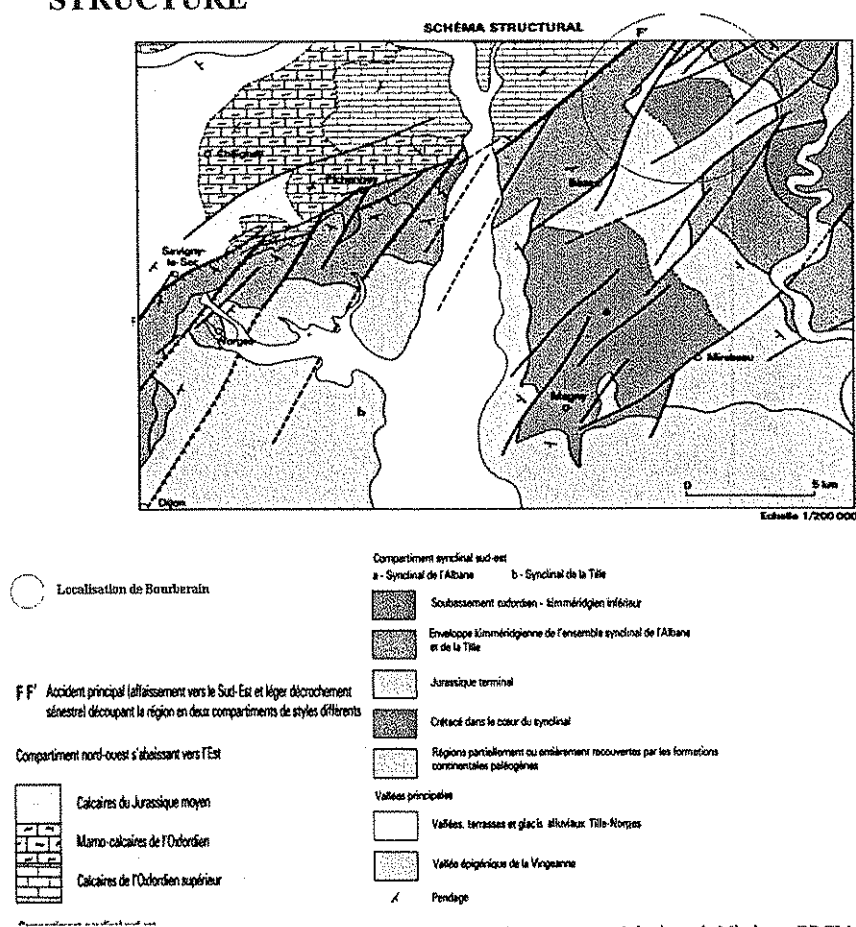 STRUCTURE
SCHÉMA STRUCTURAL
F'
Pichanges
Bèze
Savigny-
le-Sec
Norges
Mirebeau
Magny
b
Dijon
0 5 km
Echelle 1/200 000
Localisation de Bourberain
F F' Accident principal (affaissement vers le Sud-Est et léger décrochement
sénestre) découpant la région en deux compartiments de styles différents
Compartiment nord-ouest s'abaissant vers l'Est
Calcaires du Jurassique moyen
Marno-calcaires de l'Oxfordien
Calcaires de l'Oxfordien supérieur
Compartiment synclinal sud-est
a - Synclinal de l'Albane b - Synclinal de la Tille
Soubassement oxfordien - kimméridgien inférieur
Enveloppe kimméridgienne de l'ensemble synclinal de l'Albane
et de la Tille
Jurassique terminal
Crétacé dans le cœur du synclinal
Régions partiellement ou entièrement recouvertes par les formations
continentales paléogènes
Vallées principales
Vallées, terrasses et glacis alluviaux Tille-Norges
Vallée épigénique de la Vingeanne
Pendage